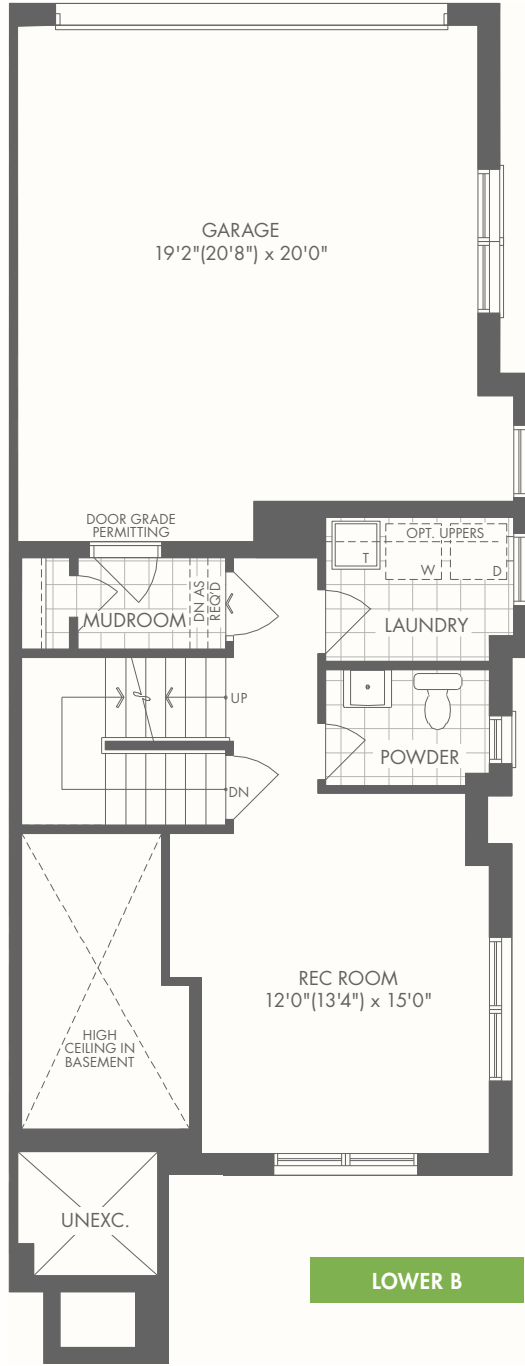 GARAGE
19'2"(20'8") x 20'0"
DOOR GRADE
PERMITTING
OPT. UPPERS
T
W
D
MUDROOM
DN AS
REQ'D
LAUNDRY
UP
POWDER
DN
REC ROOM
12'0"(13'4") x 15'0"
HIGH
CEILING IN
BASEMENT
UNEXC.
LOWER B